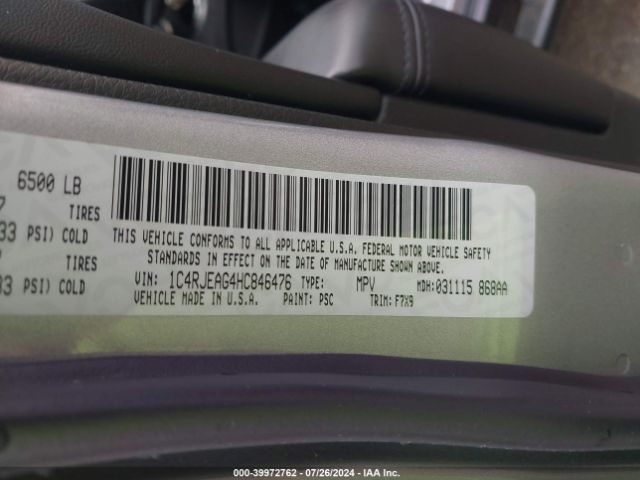 6500 LB
7 TIRES
33 PSI) COLD
TIRES
33 PSI) COLD
THIS VEHICLE CONFORMS TO ALL APPLICABLE U.S.A. FEDERAL MOTOR VEHICLE SAFETY
STANDARDS IN EFFECT ON THE DATE OF MANUFACTURE SHOWN ABOVE.
VIN: 1C4RJEAG4HC846476 TYPE: MPV MDH: 031115 868AA
VEHICLE MADE IN U.S.A. PAINT: PSC TRIM: F7X9
000-39972762 / 07/26/2024 - IAA Inc.